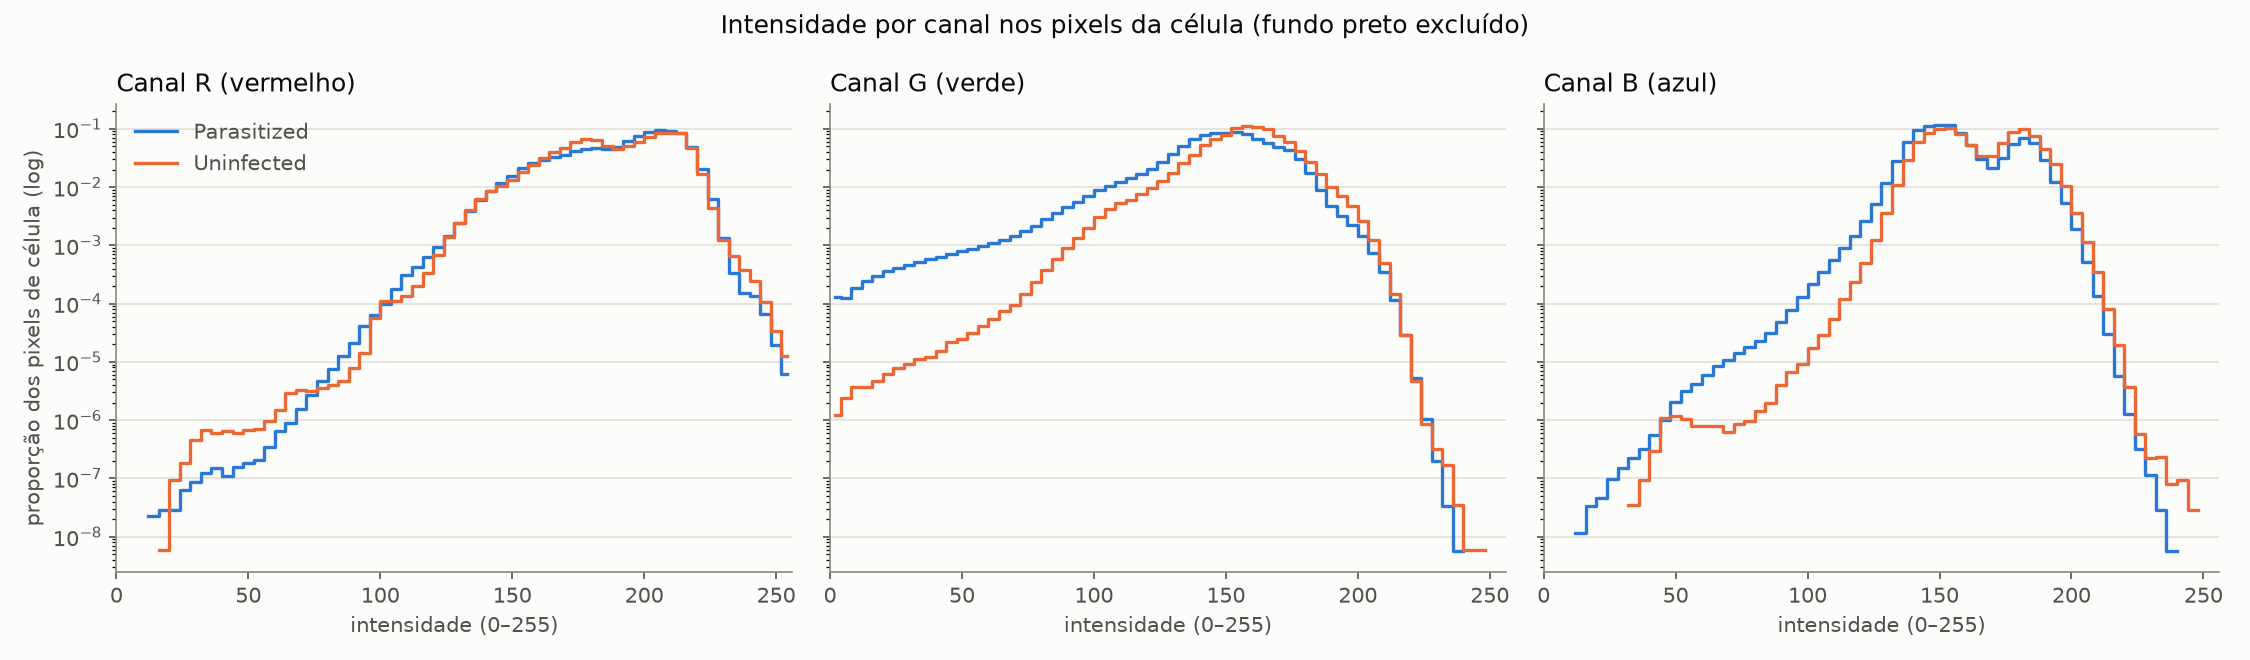 Intensidade por canal nos pixels da célula (fundo preto excluído)
Canal R (vermelho)
Canal G (verde)
Canal B (azul)
Parasitized
Uninfected
proporção dos pixels de célula (log)
10⁻¹
10⁻²
10⁻³
10⁻⁴
10⁻⁵
10⁻⁶
10⁻⁷
10⁻⁸
0 50 100 150 200 250
0 50 100 150 200 250
0 50 100 150 200 250
intensidade (0–255)
intensidade (0–255)
intensidade (0–255)